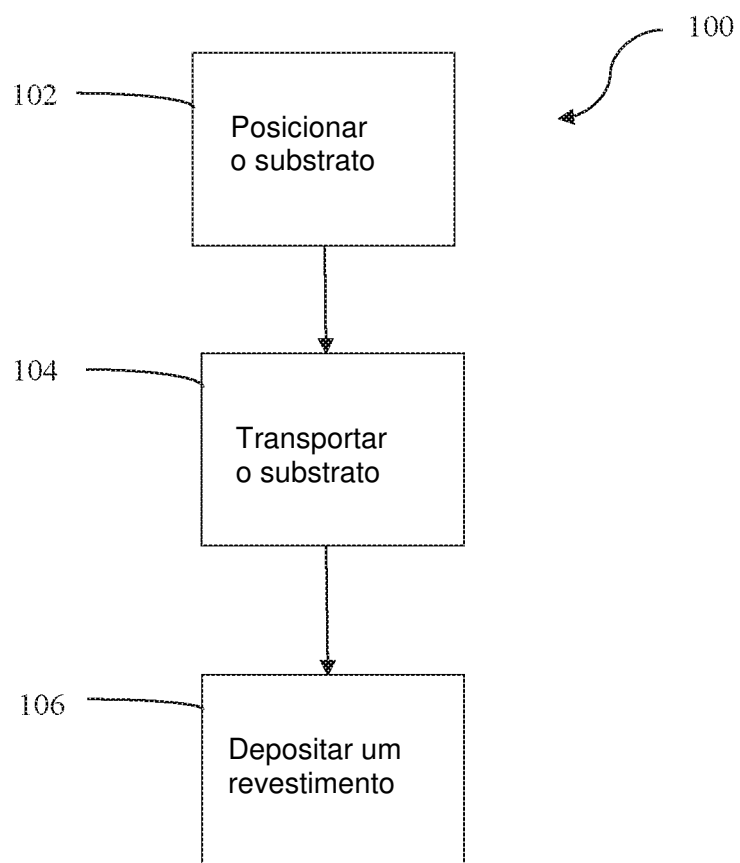 100
102
Posicionar
o substrato
104
Transportar
o substrato
106
Depositar um
revestimento